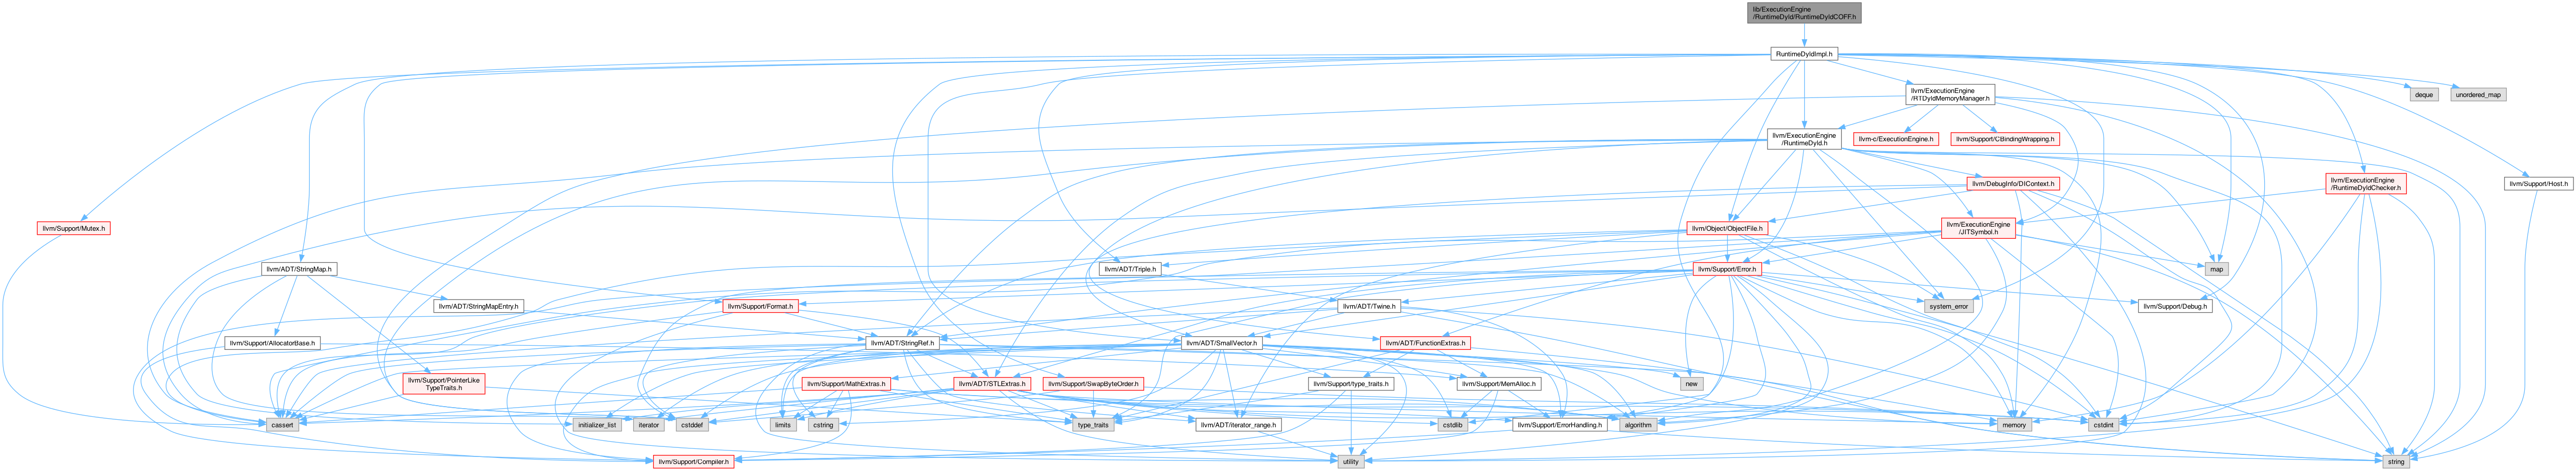 lib/ExecutionEngine
/RuntimeDyld/RuntimeDyldCOFF.h
RuntimeDyldImpl.h
llvm/ExecutionEngine
/RTDyldMemoryManager.h
deque
unordered_map
llvm/ExecutionEngine
/RuntimeDyld.h
llvm-c/ExecutionEngine.h
llvm/Support/CBindingWrapping.h
llvm/DebugInfo/DIContext.h
llvm/ExecutionEngine
/RuntimeDyldChecker.h
llvm/Support/Host.h
llvm/Support/Mutex.h
llvm/Object/ObjectFile.h
llvm/ExecutionEngine
/JITSymbol.h
llvm/ADT/StringMap.h
llvm/ADT/Triple.h
llvm/Support/Error.h
map
llvm/ADT/StringMapEntry.h
llvm/Support/Format.h
llvm/ADT/Twine.h
system_error
llvm/Support/Debug.h
llvm/Support/AllocatorBase.h
llvm/ADT/StringRef.h
llvm/ADT/SmallVector.h
llvm/ADT/FunctionExtras.h
llvm/Support/PointerLike
TypeTraits.h
llvm/Support/MathExtras.h
llvm/ADT/STLExtras.h
llvm/Support/SwapByteOrder.h
llvm/Support/type_traits.h
llvm/Support/MemAlloc.h
new
cassert
initializer_list
iterator
cstddef
limits
cstring
type_traits
llvm/ADT/iterator_range.h
cstdlib
llvm/Support/ErrorHandling.h
algorithm
memory
cstdint
llvm/Support/Compiler.h
utility
string